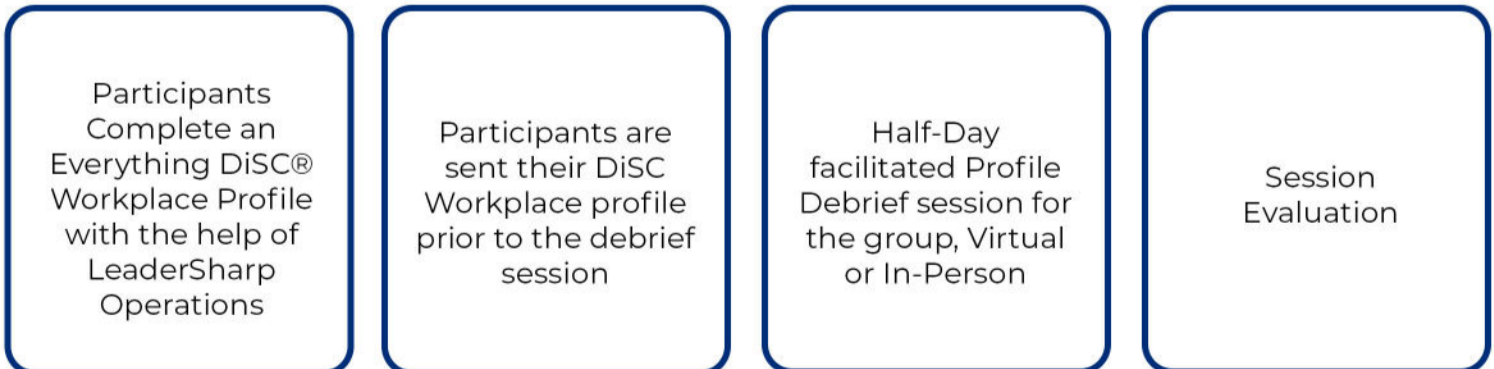 Participants
Complete an
Everything DiSC®
Workplace Profile
with the help of
LeaderSharp
Operations
Participants are
sent their DiSC
Workplace profile
prior to the debrief
session
Half-Day
facilitated Profile
Debrief session for
the group, Virtual
or In-Person
Session
Evaluation